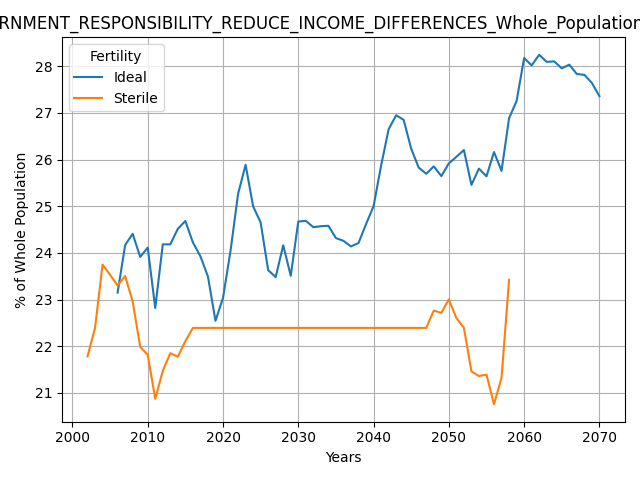 RNMENT_RESPONSIBILITY_REDUCE_INCOME_DIFFERENCES_Whole_Population
Fertility
Ideal
Sterile
% of Whole Population
28
27
26
25
24
23
22
21
2000 2010 2020 2030 2040 2050 2060 2070
Years